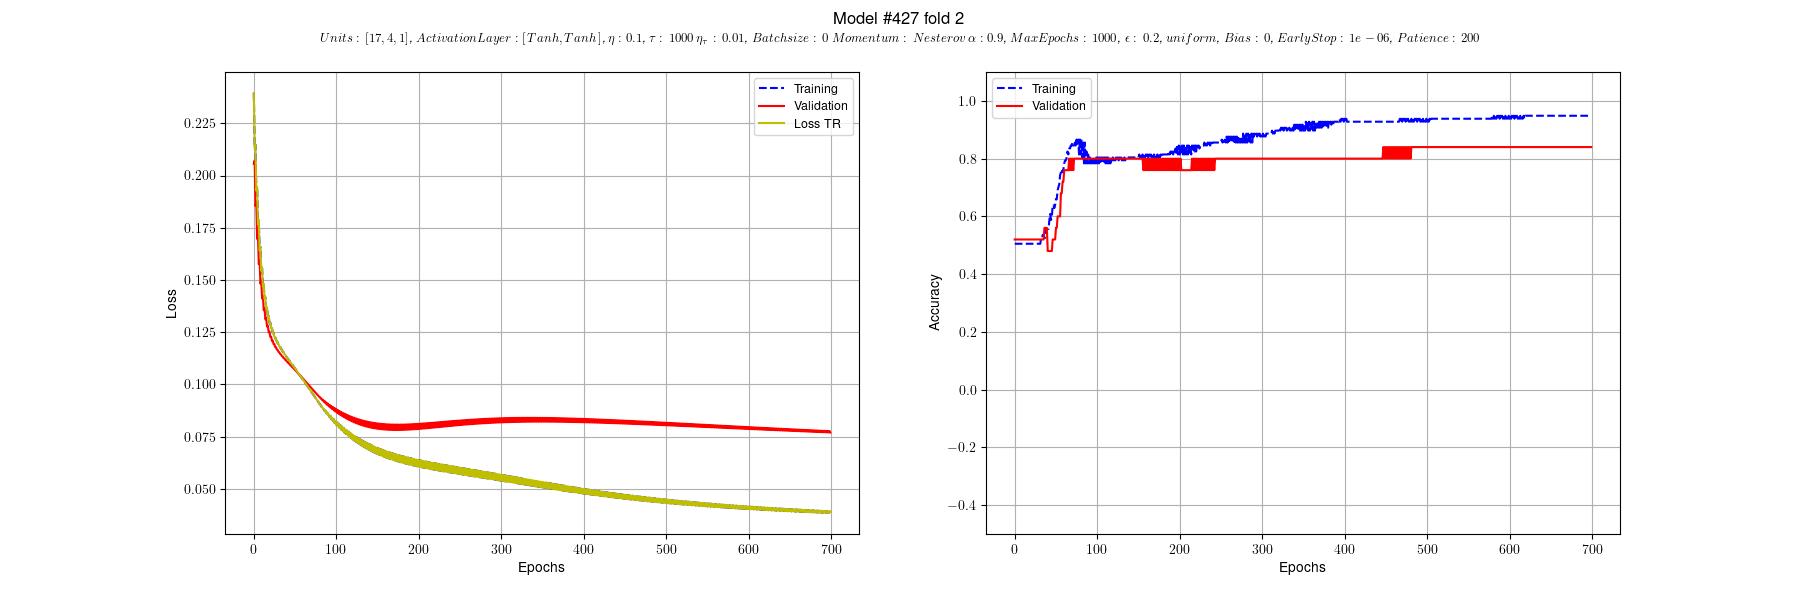 Model #427 fold 2
Units : [17, 4, 1], ActivationLayer : [Tanh, Tanh], η : 0.1, τ : 1000 ητ : 0.01, Batchsize : 0 Momentum : Nesterov α : 0.9, MaxEpochs : 1000, ϵ : 0.2, uniform, Bias : 0, EarlyStop : 1e − 06, Patience : 200
Training
Validation
Loss TR
0.225
0.200
0.175
0.150
0.125
0.100
0.075
0.050
Loss
0 100 200 300 400 500 600 700
Epochs
Training
Validation
1.0
0.8
0.6
0.4
0.2
0.0
−0.2
−0.4
Accuracy
0 100 200 300 400 500 600 700
Epochs